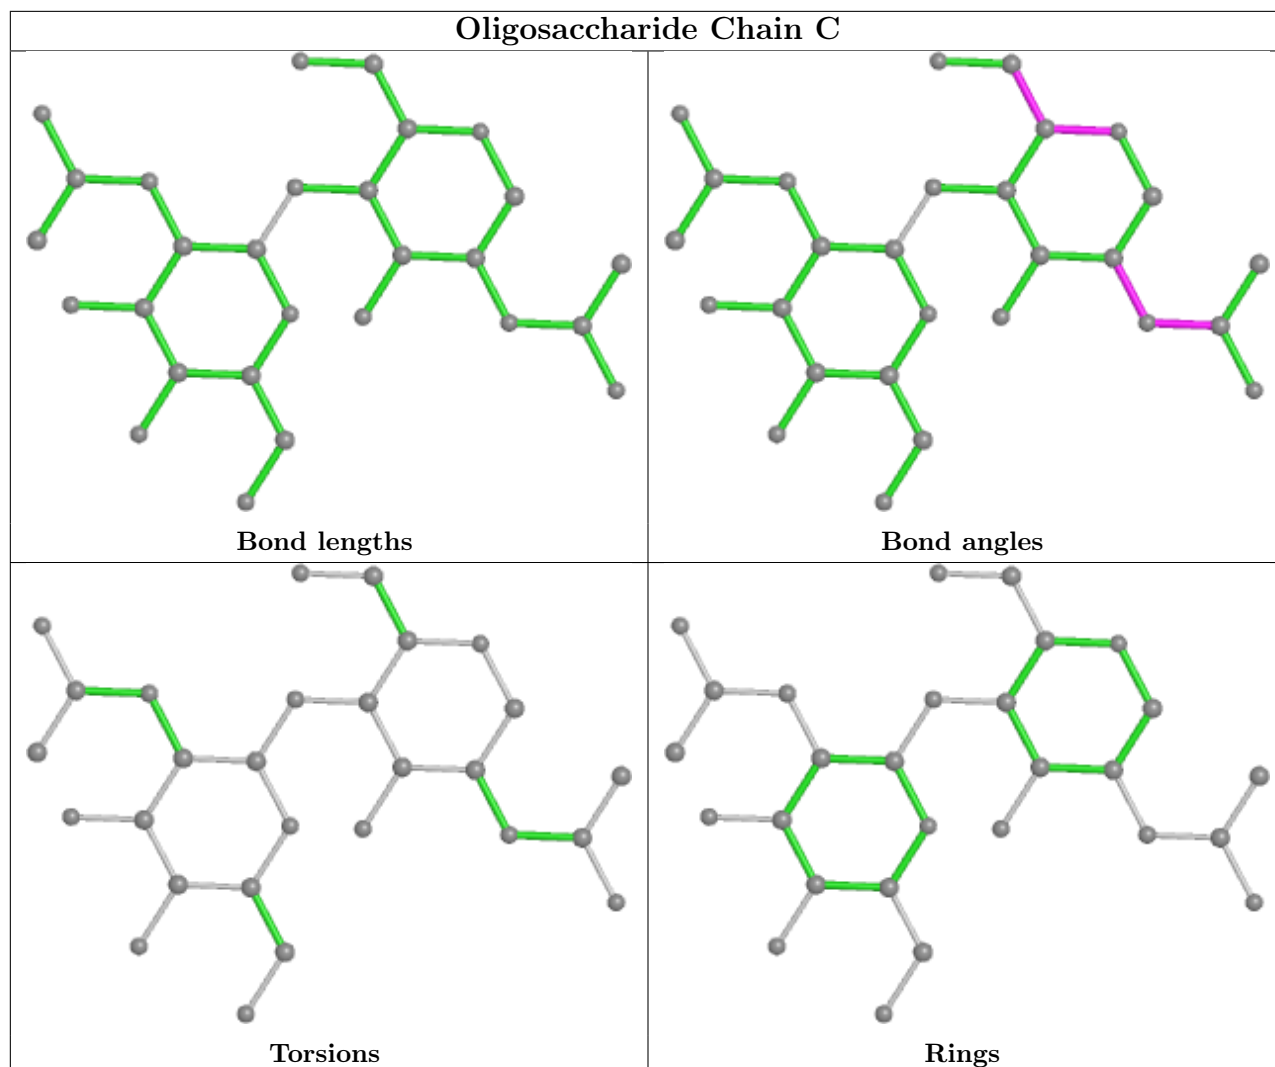 Oligosaccharide Chain C
Bond lengths
Bond angles
Torsions
Rings